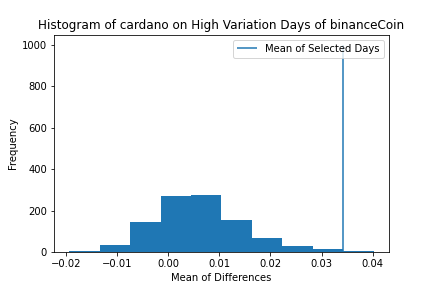 Histogram of cardano on High Variation Days of binanceCoin
1000
800
600
400
200
0
Frequency
Mean of Selected Days
−0.02 −0.01 0.00 0.01 0.02 0.03 0.04
Mean of Differences